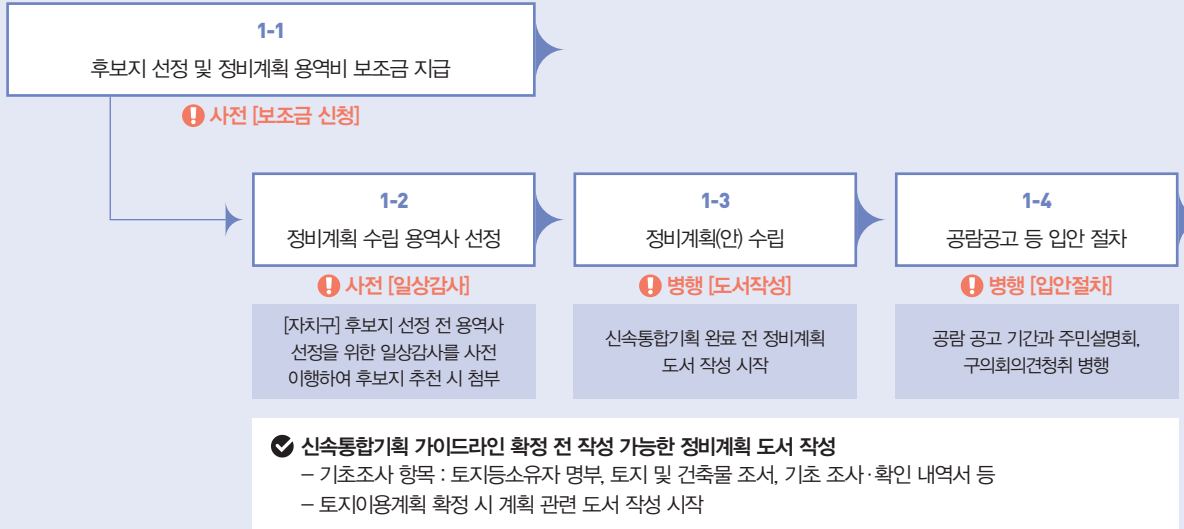 1-1
후보지 선정 및 정비계획 용역비 보조금 지급
사전 [보조금 신청]
1-2
정비계획 수립 용역사 선정
사전 [일상감사]
[자치구] 후보지 선정 전 용역사
선정을 위한 일상감사를 사전
이행하여 후보지 추천 시 첨부
1-3
정비계획(안) 수립
병행 [도서작성]
신속통합기획 완료 전 정비계획
도서 작성 시작
1-4
공람공고 등 입안 절차
병행 [입안절차]
공람 공고 기간과 주민설명회,
구의회의견청취 병행
신속통합기획 가이드라인 확정 전 작성 가능한 정비계획 도서 작성
– 기초조사 항목 : 토지등소유자 명부, 토지 및 건축물 조서, 기초 조사·확인 내역서 등
– 토지이용계획 확정 시 계획 관련 도서 작성 시작